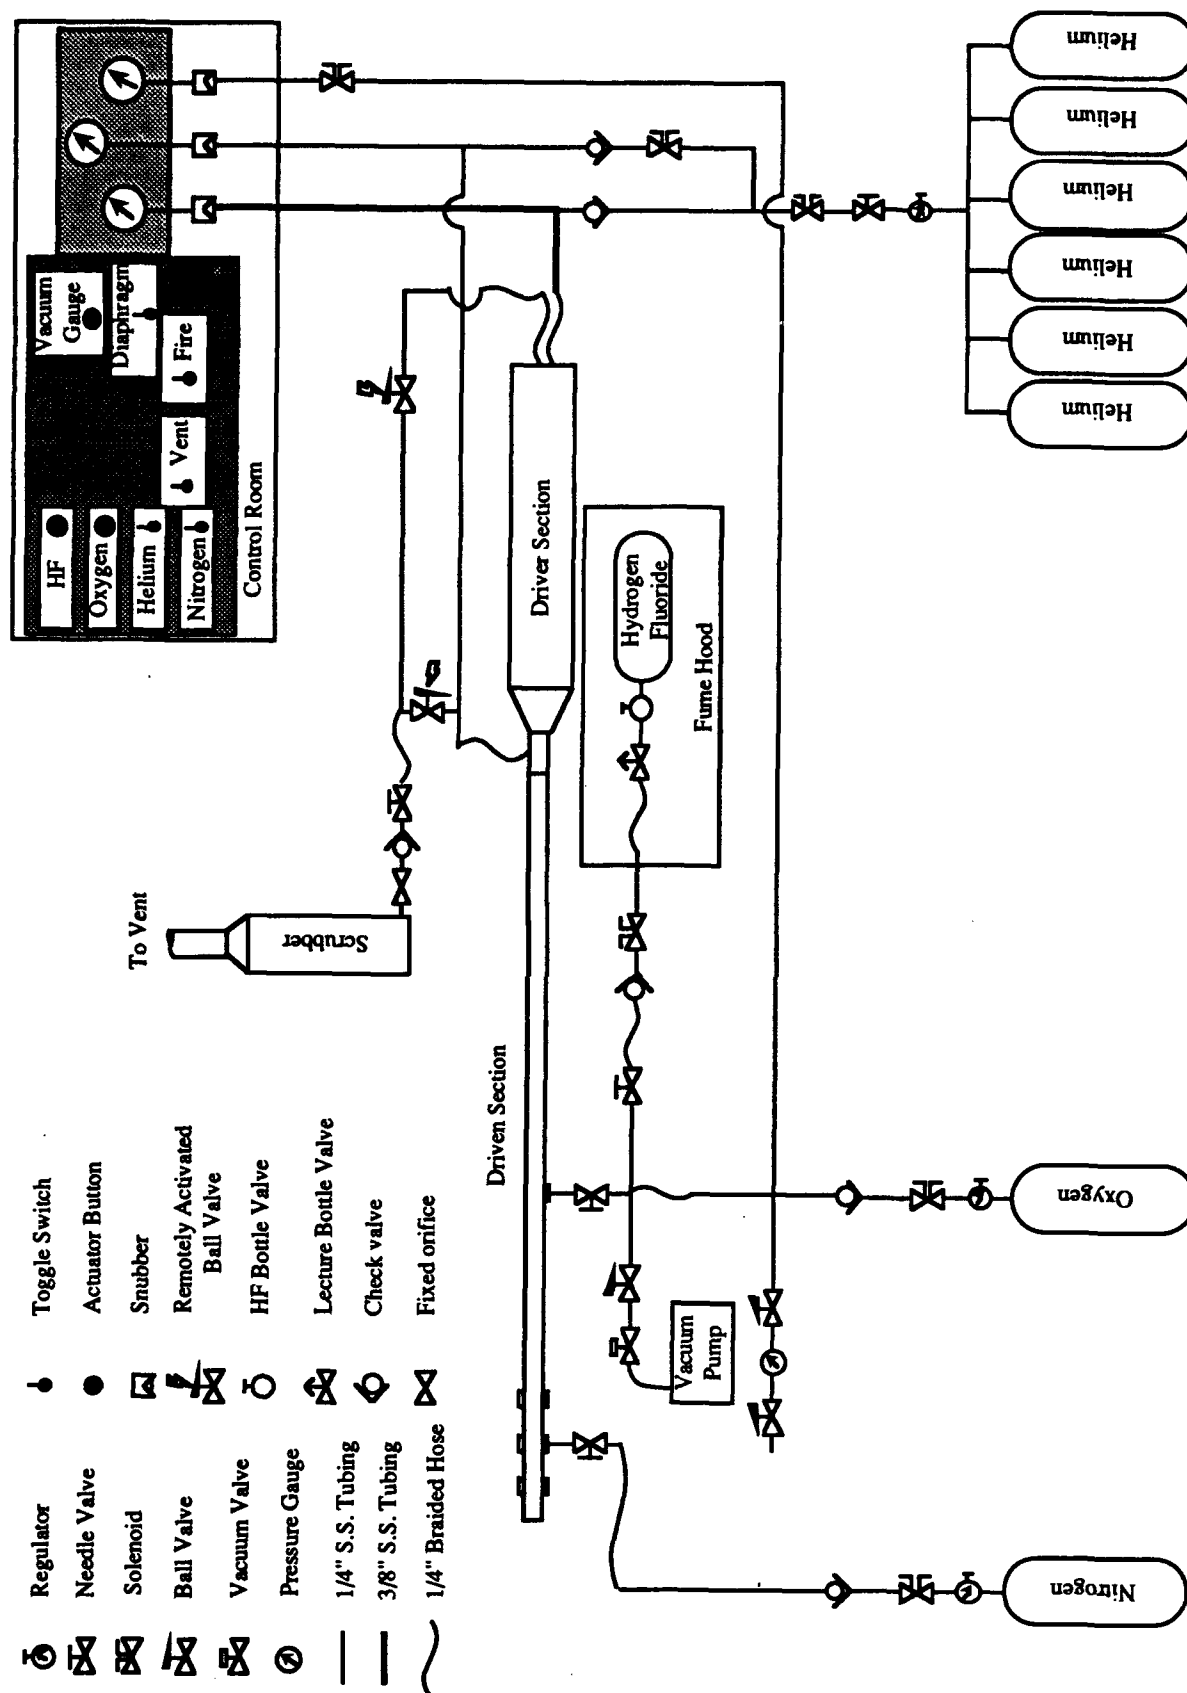 Control Room
HF
Oxygen
Helium
Nitrogen
Vent
Fire
Vacuum
Gauge
Diaphragm
To Vent
Scrubber
Driver Section
Driven Section
Hydrogen
Fluoride
Fume Hood
Vacuum
Pump
Helium
Helium
Helium
Helium
Helium
Helium
Oxygen
Nitrogen
Regulator
Needle Valve
Solenoid
Ball Valve
Vacuum Valve
Pressure Gauge
1/4" S.S. Tubing
3/8" S.S. Tubing
1/4" Braided Hose
Toggle Switch
Actuator Button
Snubber
Remotely Activated
Ball Valve
HF Bottle Valve
Lecture Bottle Valve
Check valve
Fixed orifice